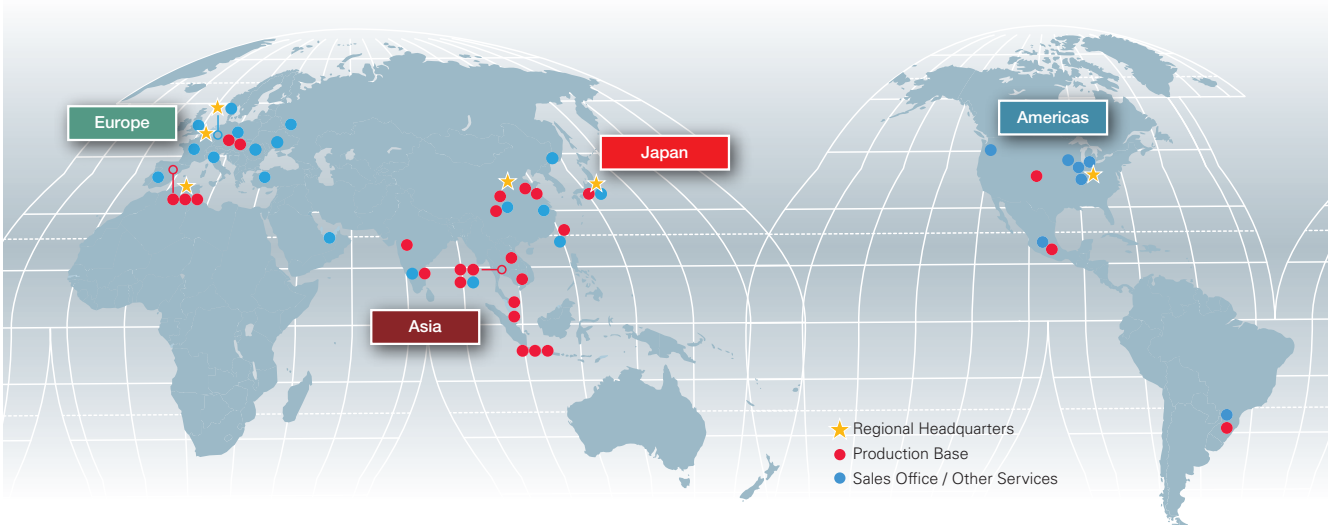 Europe
Americas
Japan
Asia
Regional Headquarters
Production Base
Sales Office / Other Services